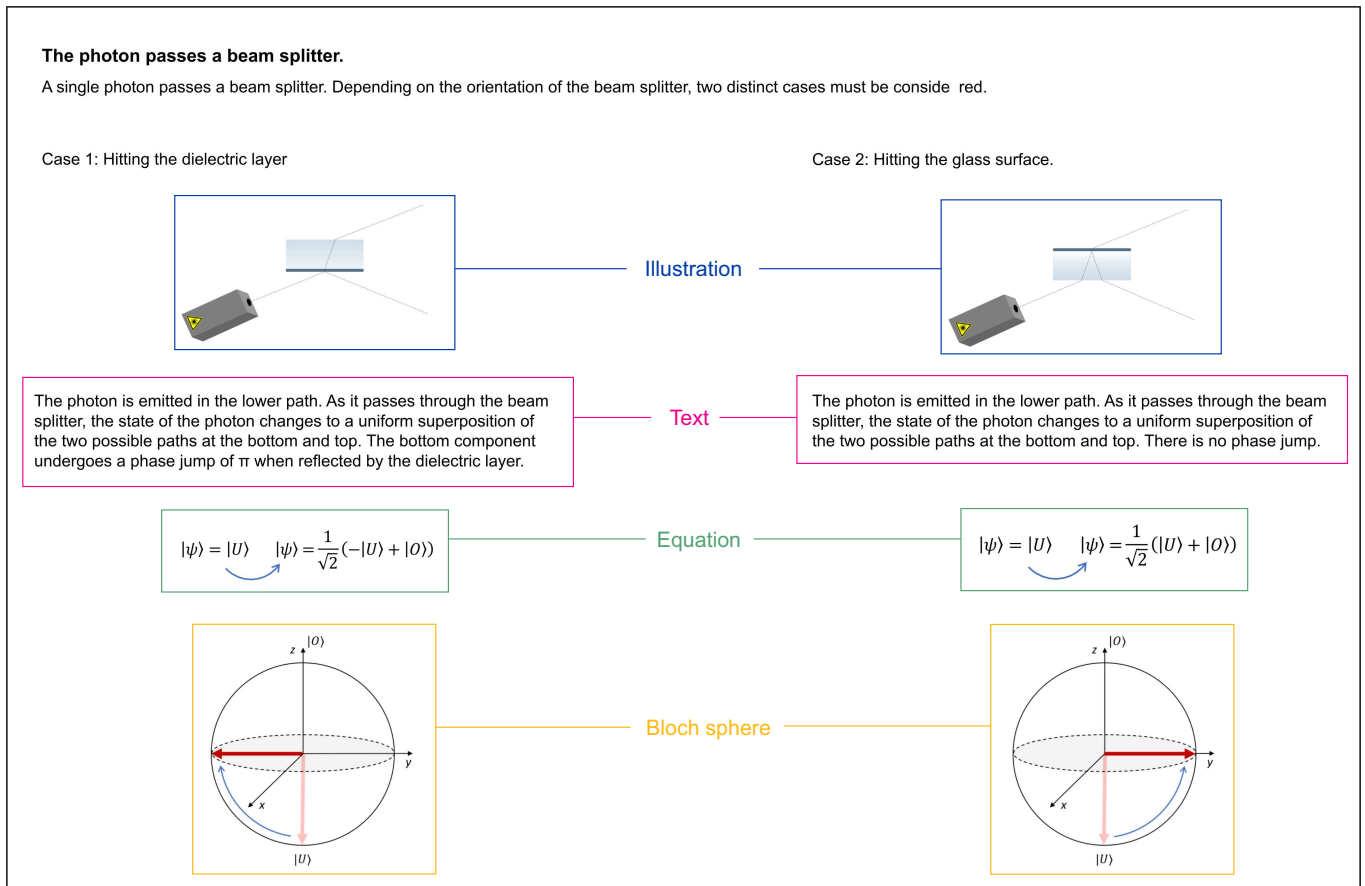 The photon passes a beam splitter.
A single photon passes a beam splitter. Depending on the orientation of the beam splitter, two distinct cases must be conside  red.
Case 1: Hitting the dielectric layer
Case 2: Hitting the glass surface.
Illustration
The photon is emitted in the lower path. As it passes through the beam
splitter, the state of the photon changes to a uniform superposition of
the two possible paths at the bottom and top. The bottom component
undergoes a phase jump of π when reflected by the dielectric layer.
Text
The photon is emitted in the lower path. As it passes through the beam
splitter, the state of the photon changes to a uniform superposition of
the two possible paths at the bottom and top. There is no phase jump.
|ψ⟩ = |U⟩ |ψ⟩ = 1/√2 (−|U⟩ + |O⟩)
Equation
|ψ⟩ = |U⟩ |ψ⟩ = 1/√2 (|U⟩ + |O⟩)
z |O⟩
y
x
|U⟩
Bloch sphere
z |O⟩
y
x
|U⟩